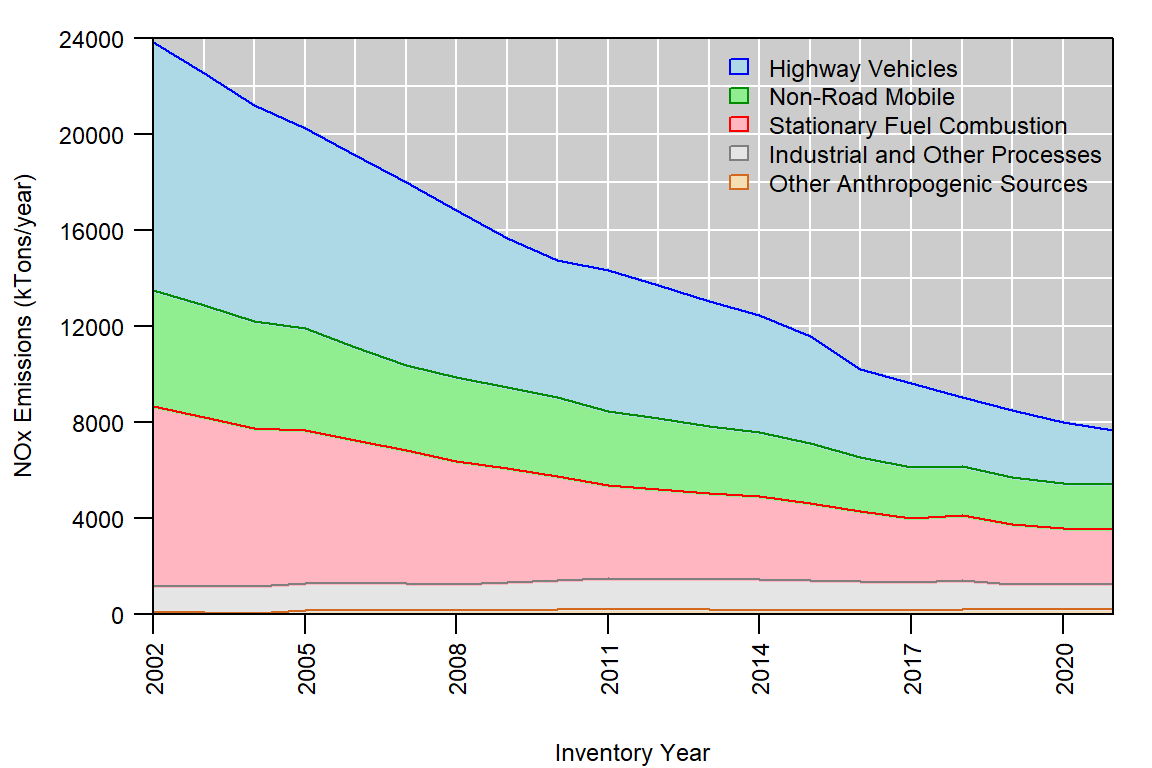 24000
20000
16000
12000
8000
4000
0
NOx Emissions (kTons/year)
Highway Vehicles
Non-Road Mobile
Stationary Fuel Combustion
Industrial and Other Processes
Other Anthropogenic Sources
2002
2005
2008
2011
2014
2017
2020
Inventory Year